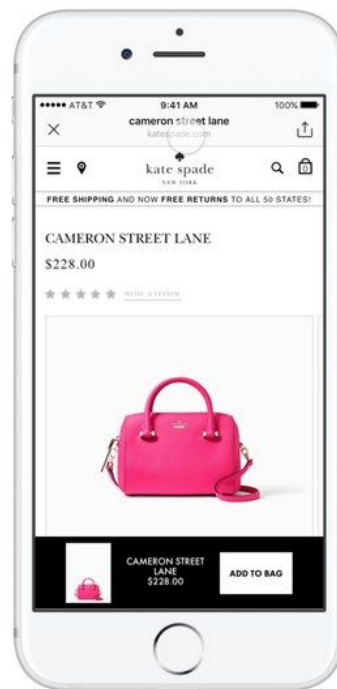 AT&T 9:41 AM 100%
cameron street lane
katespade.com
kate spade
NEW YORK
0
FREE SHIPPING AND NOW FREE RETURNS TO ALL 50 STATES!
CAMERON STREET LANE
$228.00
write a review
CAMERON STREET
LANE
$228.00
ADD TO BAG